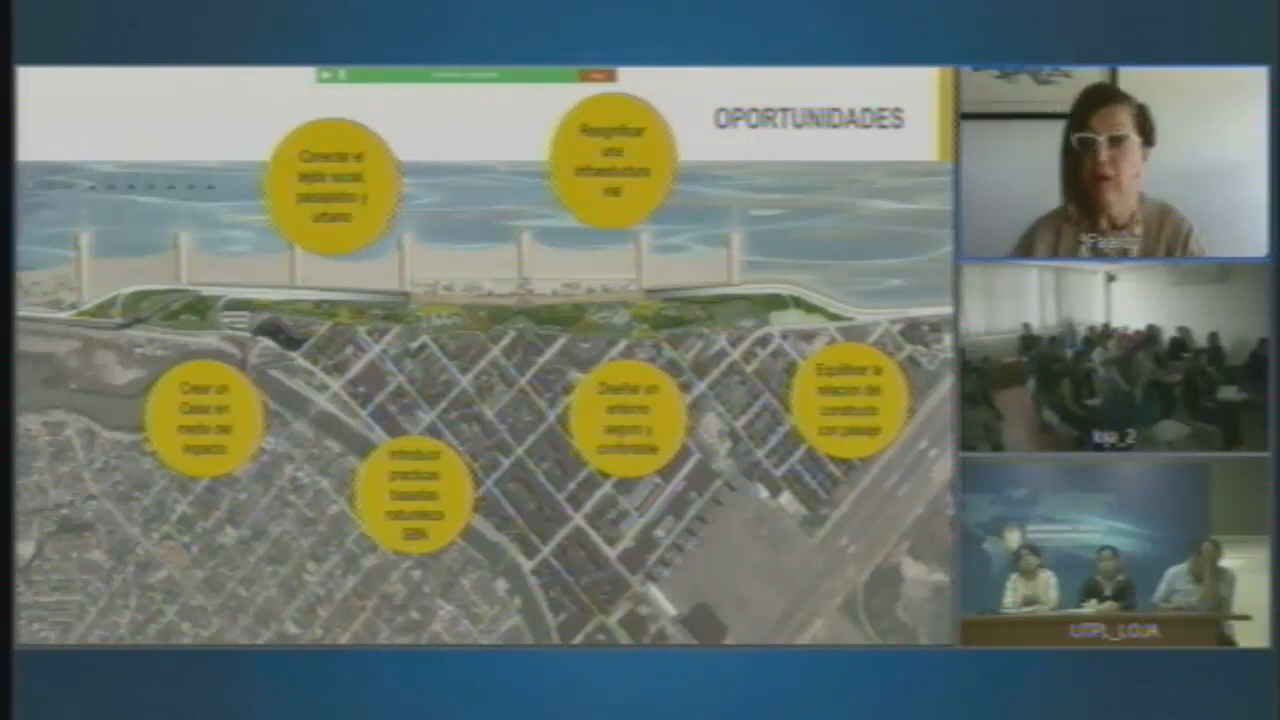 OPORTUNIDADES
Conectar el
tejido social,
paisajístico y
urbano
Resignificar
una
infraestructura
vial
Crear un
Oasis en
medio del
impacto
Introducir
practicas
basadas
naturaleza
SBN
Diseñar un
entorno
seguro y
confortable
Equilibrar la
relación del
construido
con paisaje
UTPL_LOJA